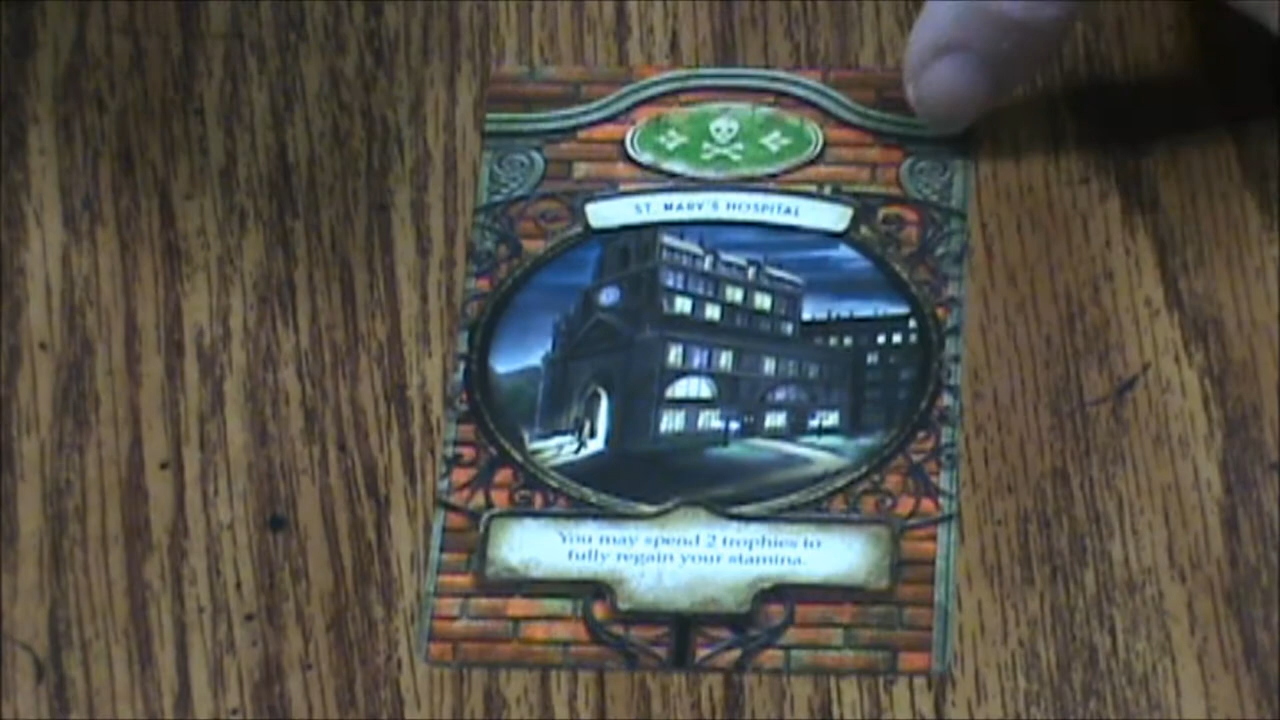 ST. MARY'S HOSPITAL
You may spend 2 trophies to
fully regain your stamina.